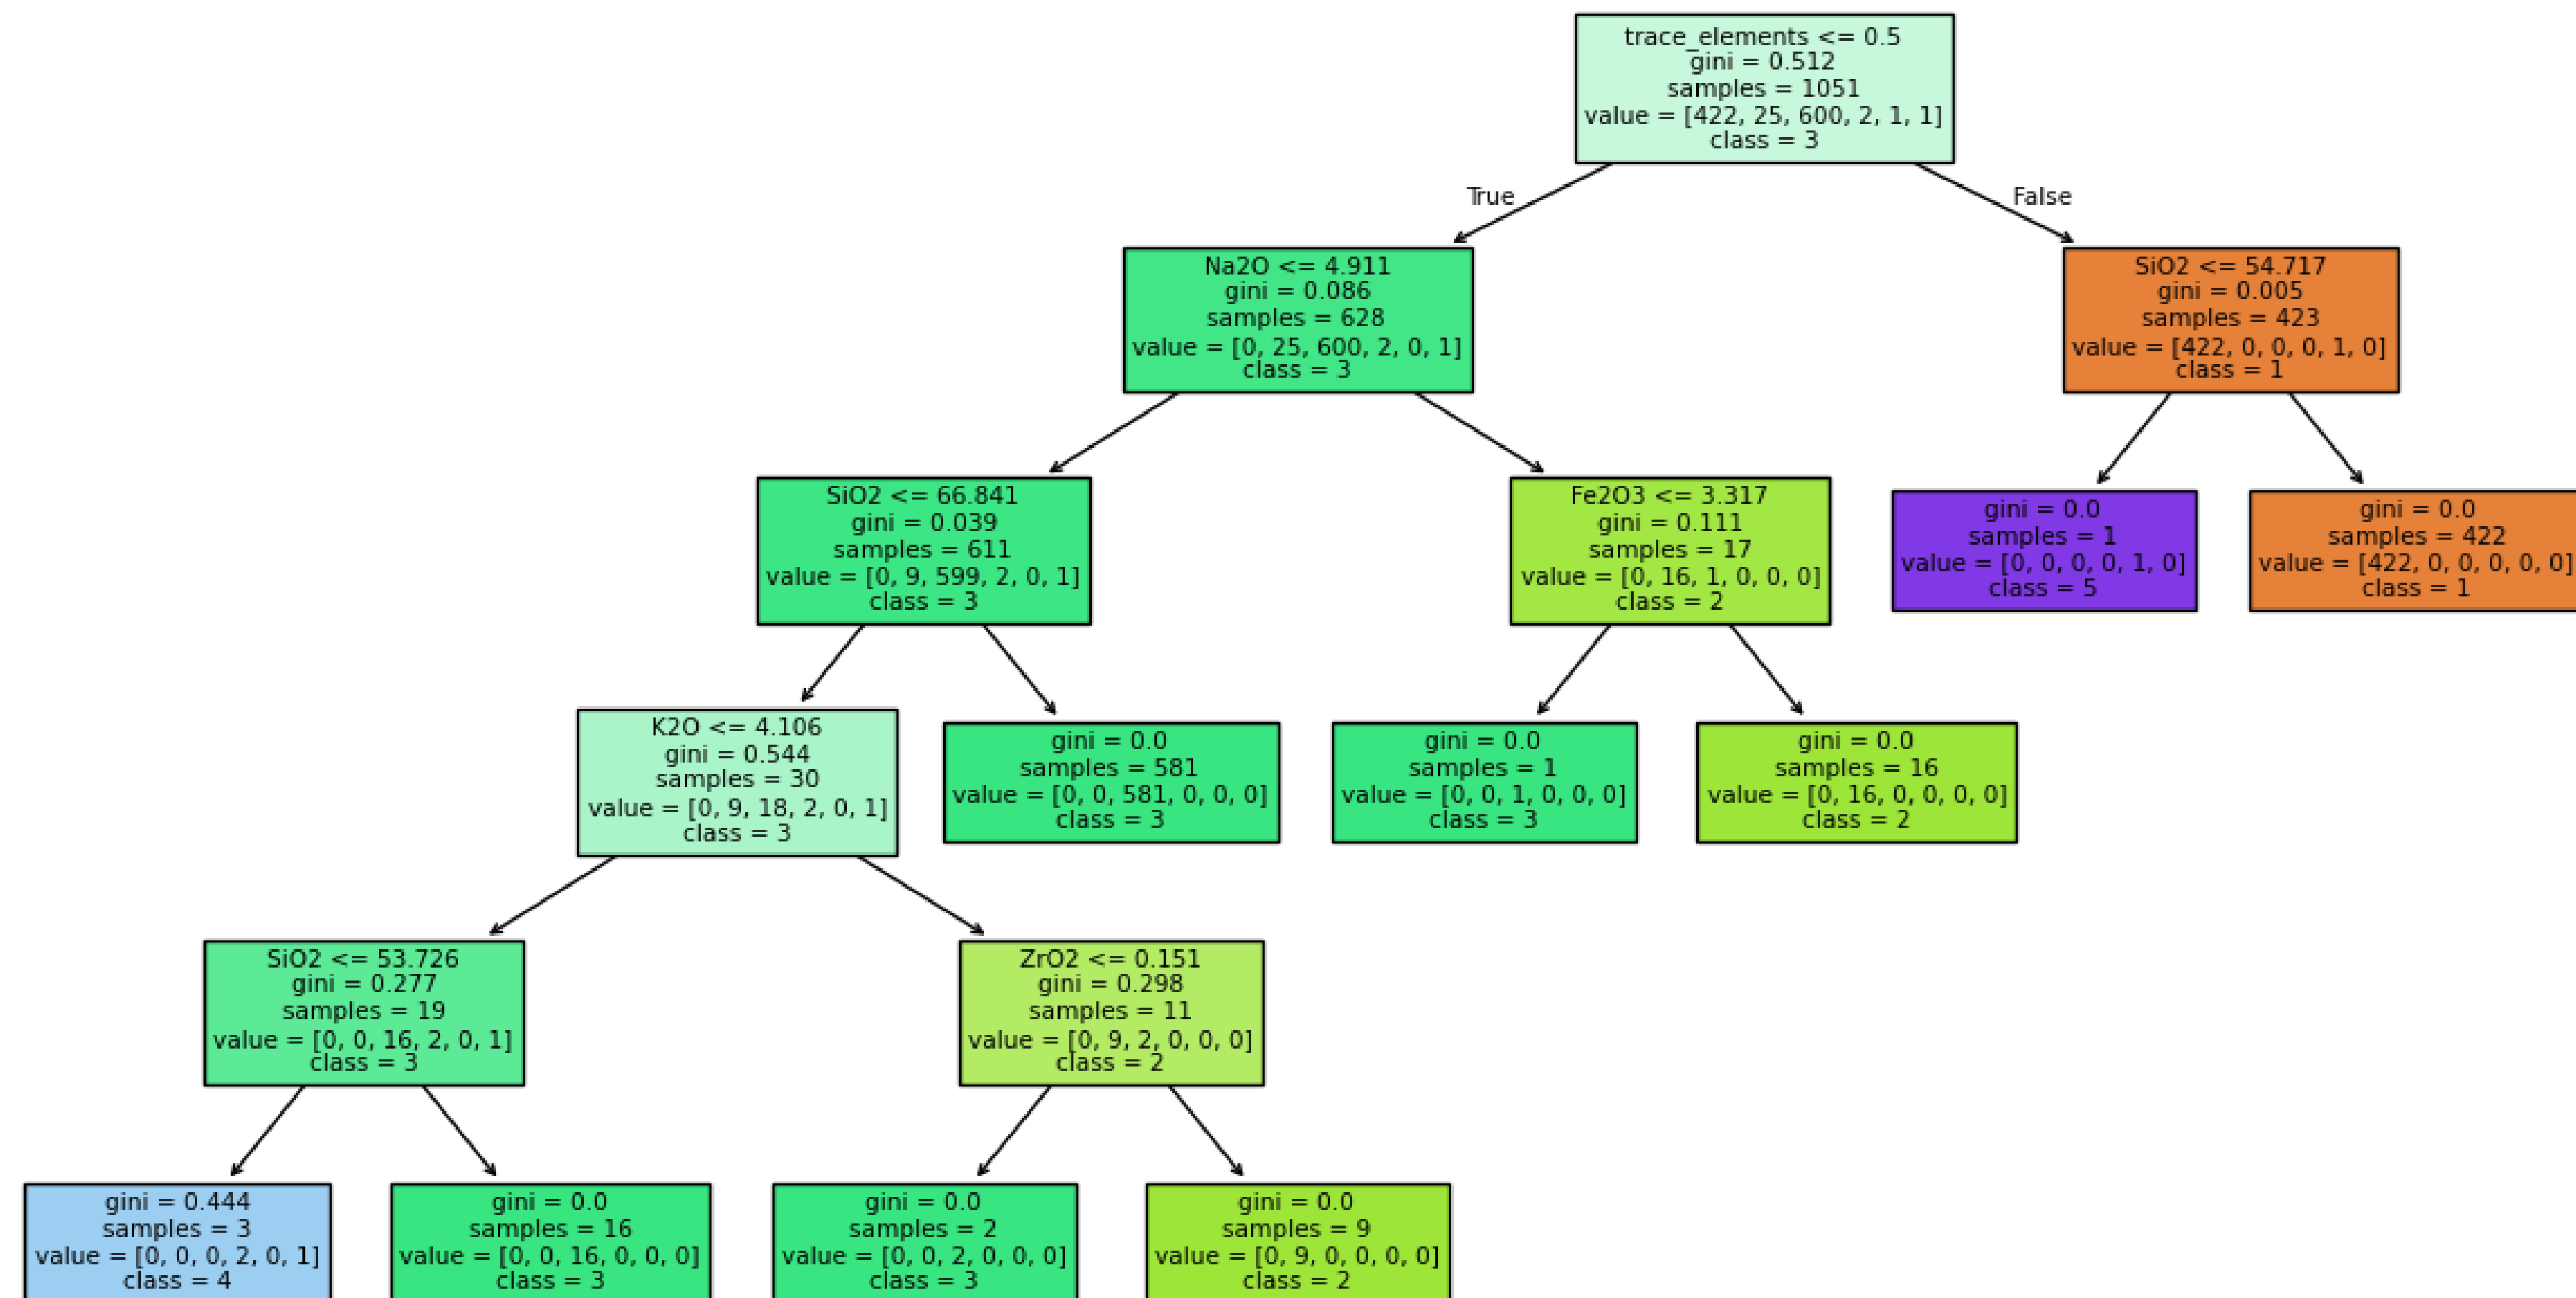 trace_elements <= 0.5
gini = 0.512
samples = 1051
value = [422, 25, 600, 2, 1, 1]
class = 3
True
False
Na2O <= 4.911
gini = 0.086
samples = 628
value = [0, 25, 600, 2, 0, 1]
class = 3
SiO2 <= 54.717
gini = 0.005
samples = 423
value = [422, 0, 0, 0, 1, 0]
class = 1
SiO2 <= 66.841
gini = 0.039
samples = 611
value = [0, 9, 599, 2, 0, 1]
class = 3
Fe2O3 <= 3.317
gini = 0.111
samples = 17
value = [0, 16, 1, 0, 0, 0]
class = 2
gini = 0.0
samples = 1
value = [0, 0, 0, 0, 1, 0]
class = 5
gini = 0.0
samples = 422
value = [422, 0, 0, 0, 0, 0]
class = 1
K2O <= 4.106
gini = 0.544
samples = 30
value = [0, 9, 18, 2, 0, 1]
class = 3
gini = 0.0
samples = 581
value = [0, 0, 581, 0, 0, 0]
class = 3
gini = 0.0
samples = 1
value = [0, 0, 1, 0, 0, 0]
class = 3
gini = 0.0
samples = 16
value = [0, 16, 0, 0, 0, 0]
class = 2
SiO2 <= 53.726
gini = 0.277
samples = 19
value = [0, 0, 16, 2, 0, 1]
class = 3
ZrO2 <= 0.151
gini = 0.298
samples = 11
value = [0, 9, 2, 0, 0, 0]
class = 2
gini = 0.444
samples = 3
value = [0, 0, 0, 2, 0, 1]
class = 4
gini = 0.0
samples = 16
value = [0, 0, 16, 0, 0, 0]
class = 3
gini = 0.0
samples = 2
value = [0, 0, 2, 0, 0, 0]
class = 3
gini = 0.0
samples = 9
value = [0, 9, 0, 0, 0, 0]
class = 2